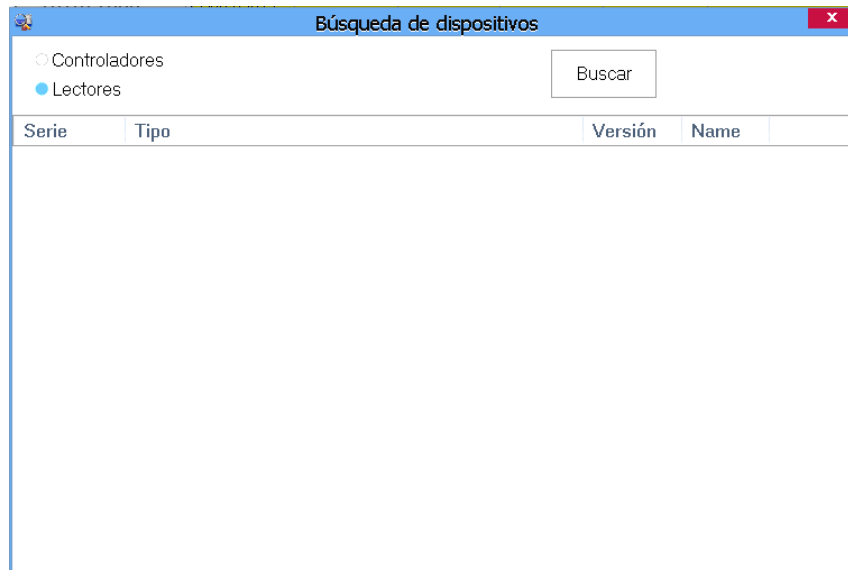 Búsqueda de dispositivos
x
Controladores
Buscar
Lectores
Serie Tipo Versión Name